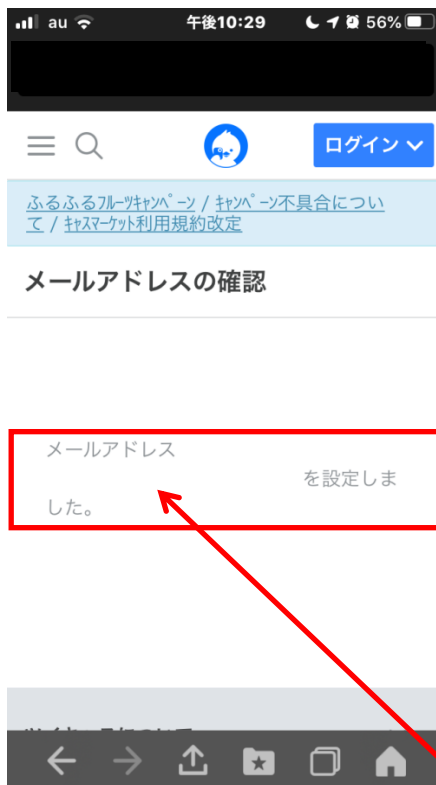 au 午後10:29 56%
ログイン
ふるふるﾌﾙｰﾂｷｬﾝﾍﾟｰﾝ / ｷｬﾝﾍﾟｰﾝ不具合につい
て / ｷｬｽﾏｰｹｯﾄ利用規約改定
メールアドレスの確認
メールアドレス
を設定しま
した。